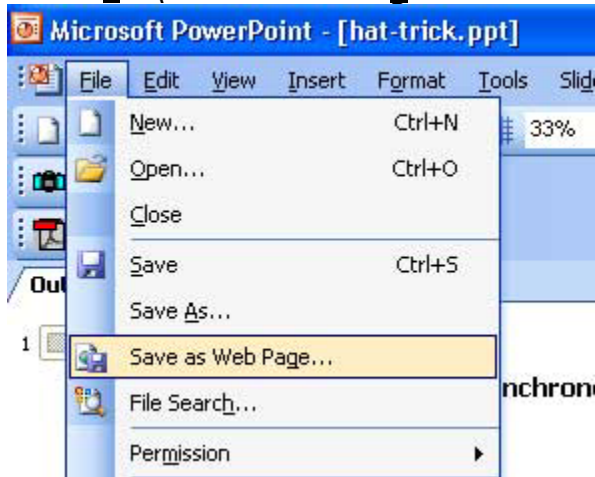 Microsoft PowerPoint - [hat-trick.ppt]
File Edit View Insert Format Tools
New... Ctrl+N 33%
Open... Ctrl+O
Close
Save Ctrl+S
Save As...
1
Save as Web Page...
File Search...
Permission